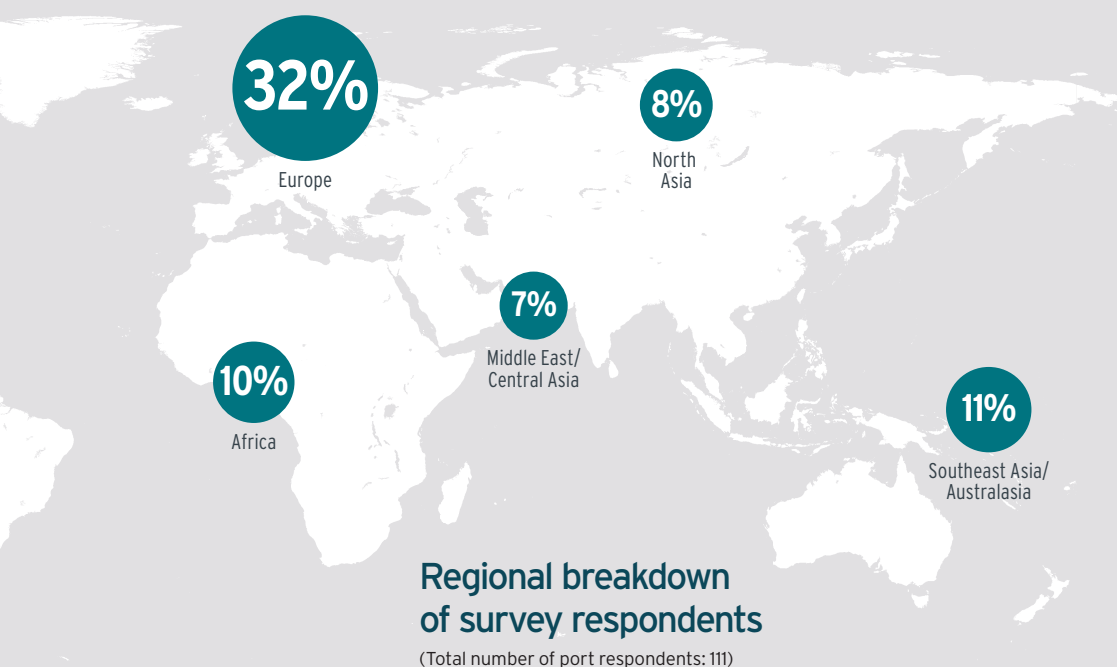 32%
Europe
8%
North
Asia
7%
Middle East/
Central Asia
10%
Africa
11%
Southeast Asia/
Australasia
Regional breakdown
of survey respondents
(Total number of port respondents: 111)